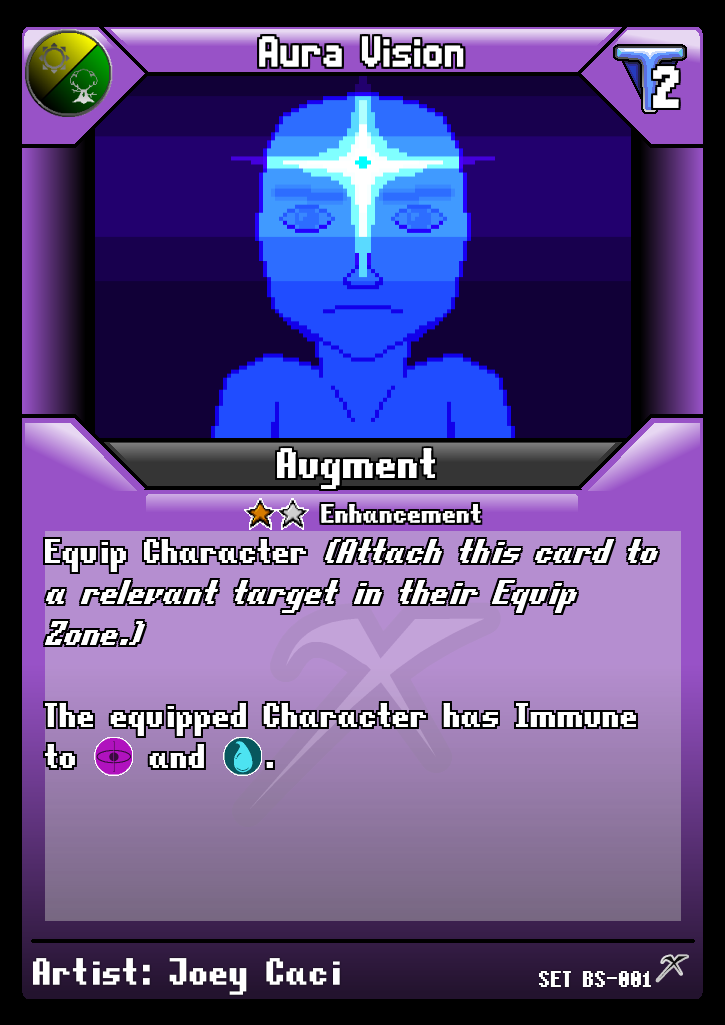 Aura Vision
2
Augment
Enhancement
Equip Character (Attach this card to
a relevant target in their Equip
Zone.)
The equipped Character has Immune
to and .
Artist: Joey Caci
SET BS-001